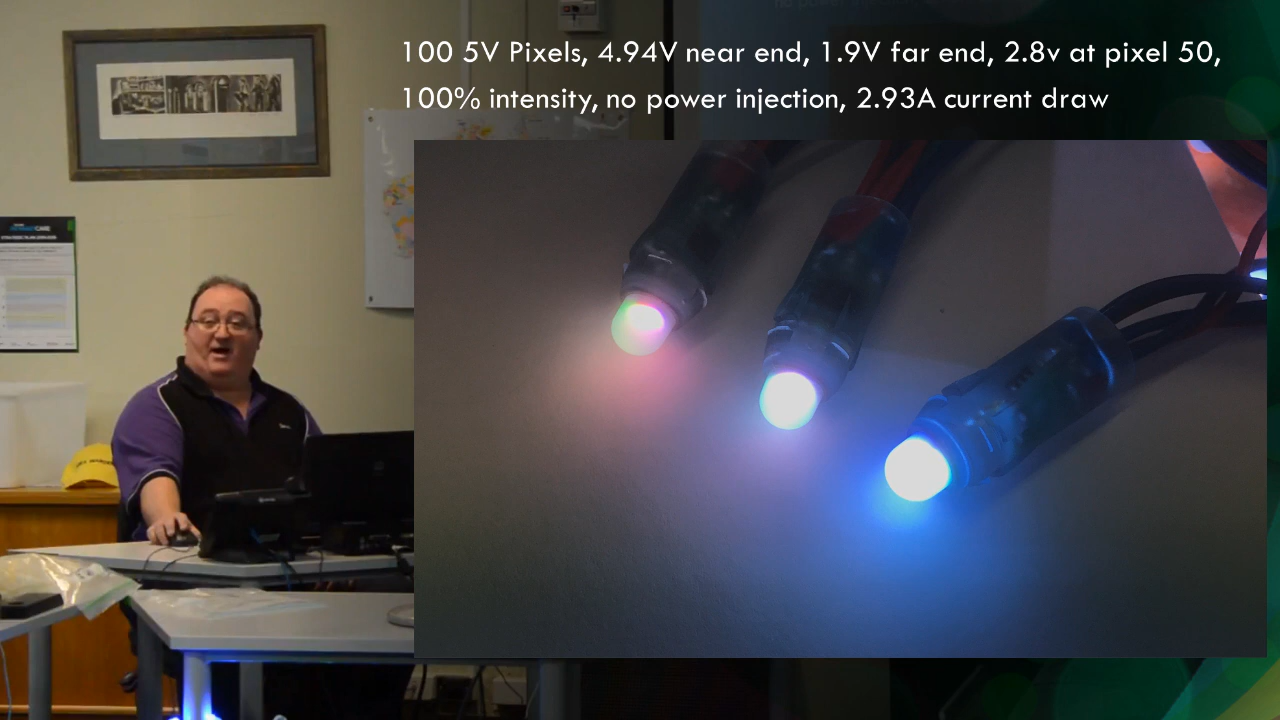 100 5V Pixels, 4.94V near end, 1.9V far end, 2.8v at pixel 50,
100% intensity, no power injection, 2.93A current draw